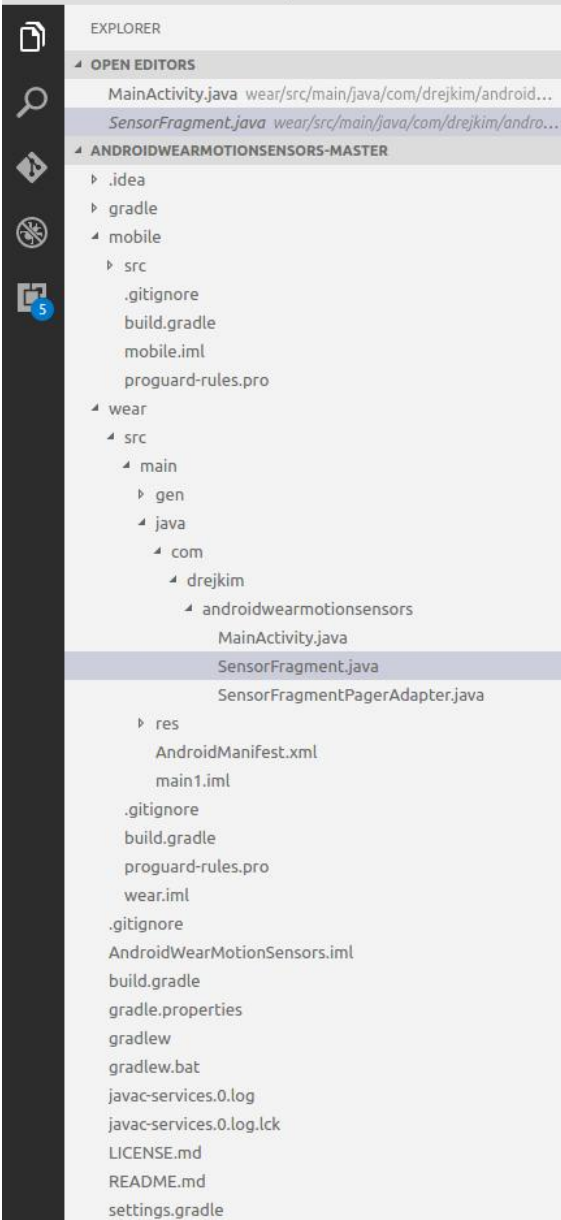 EXPLORER
OPEN EDITORS
MainActivity.java wear/src/main/java/com/drejkim/android...
SensorFragment.java wear/src/main/java/com/drejkim/andro...
ANDROIDWEARMOTIONSENSORS-MASTER
.idea
gradle
mobile
src
.gitignore
build.gradle
mobile.iml
proguard-rules.pro
wear
src
main
gen
java
com
drejkim
androidwearmotionsensors
MainActivity.java
SensorFragment.java
SensorFragmentPagerAdapter.java
res
AndroidManifest.xml
main1.iml
.gitignore
build.gradle
proguard-rules.pro
wear.iml
.gitignore
AndroidWearMotionSensors.iml
build.gradle
gradle.properties
gradlew
gradlew.bat
javac-services.0.log
javac-services.0.log.lck
LICENSE.md
README.md
settings.gradle
5